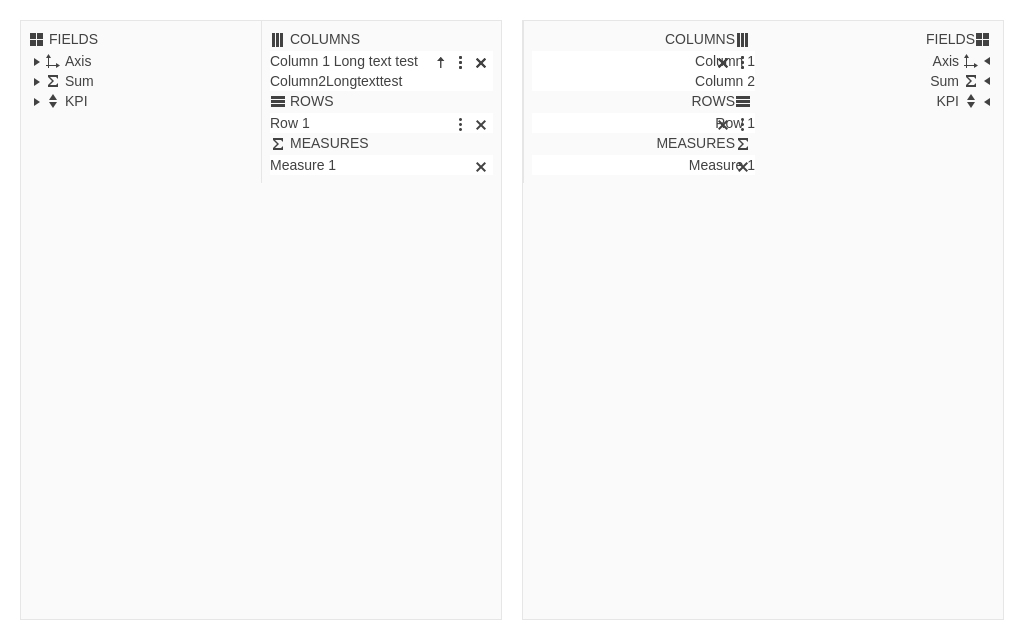 FIELDS
Axis
Sum
KPI
COLUMNS
Column 1 Long text test
Column2Longtexttest
ROWS
Row 1
MEASURES
Measure 1
COLUMNS
Column 1
Column 2
ROWS
Row 1
MEASURES
Measure 1
FIELDS
Axis
Sum
KPI